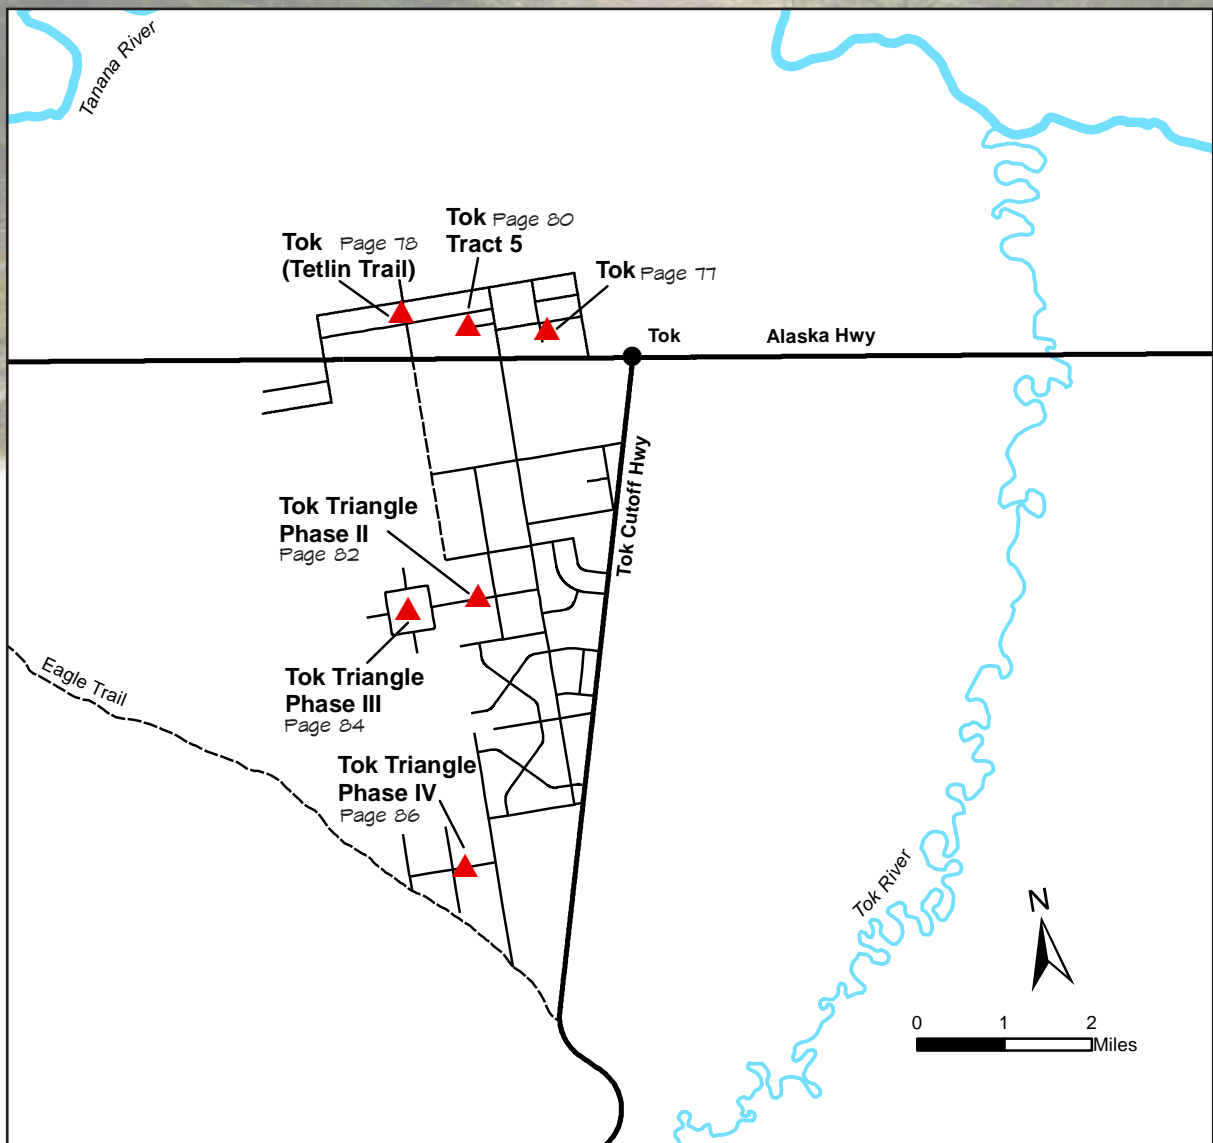 Tanana River
Tok Page 80
Tract 5
Tok Page 78
(Tetlin Trail)
Tok Page 77
Tok
Alaska Hwy
Tok Cutoff Hwy
Tok Triangle
Phase II
Page 82
Eagle Trail
Tok Triangle
Phase III
Page 84
Tok Triangle
Phase IV
Page 86
Tok River
N
0 1 2
Miles